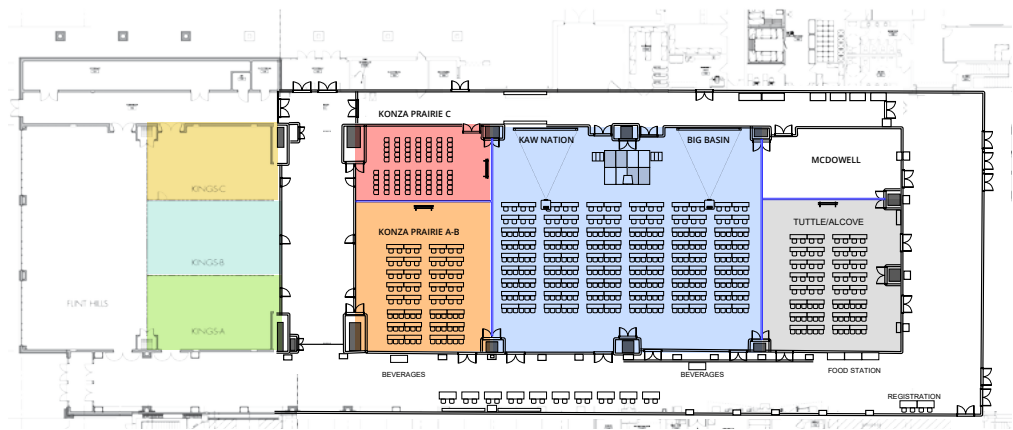 KONZA PRAIRIE C
KAW NATION
BIG BASIN
MCDOWELL
KINGS-C
TUTTLE/ALCOVE
KONZA PRAIRIE A-B
KINGS-B
FLINT HILLS
KINGS-A
BEVERAGES
BEVERAGES
FOOD STATION
REGISTRATION